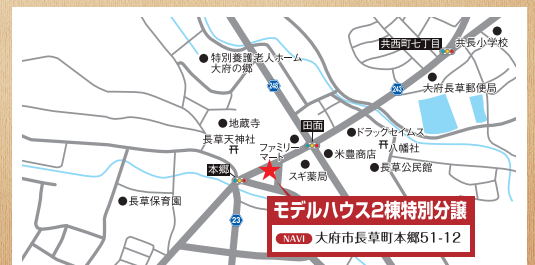 共西町七丁目
共長小学校
特別養護老人ホーム
大府の郷
248
243
大府長草郵便局
地蔵寺
田面
ドラッグセイムス
長草天神社
ファミリー
マート
八幡社
米豊商店
本郷
スギ薬局
長草公民館
長草保育園
23
モデルハウス2棟特別分譲
NAVI 大府市長草町本郷51-12